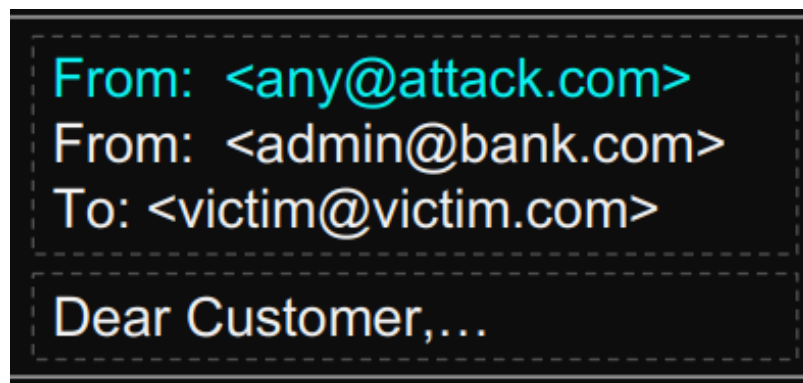 From: <any@attack.com>
From: <admin@bank.com>
To: <victim@victim.com>
Dear Customer,…